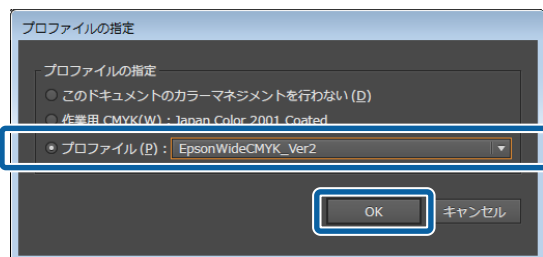 プロファイルの指定
プロファイルの指定
このドキュメントのカラーマネジメントを行わない(D)
作業用 CMYK(W)：Japan Color 2001 Coated
プロファイル(P)： EpsonWideCMYK_Ver2
OK キャンセル